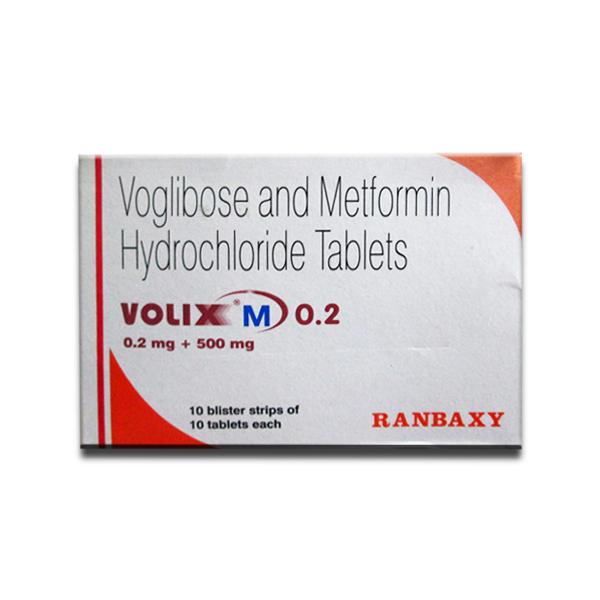 Voglibose and Metformin
Hydrochloride Tablets
VOLIX® M 0.2
0.2 mg + 500 mg
10 blister strips of
10 tablets each
RANBAXY